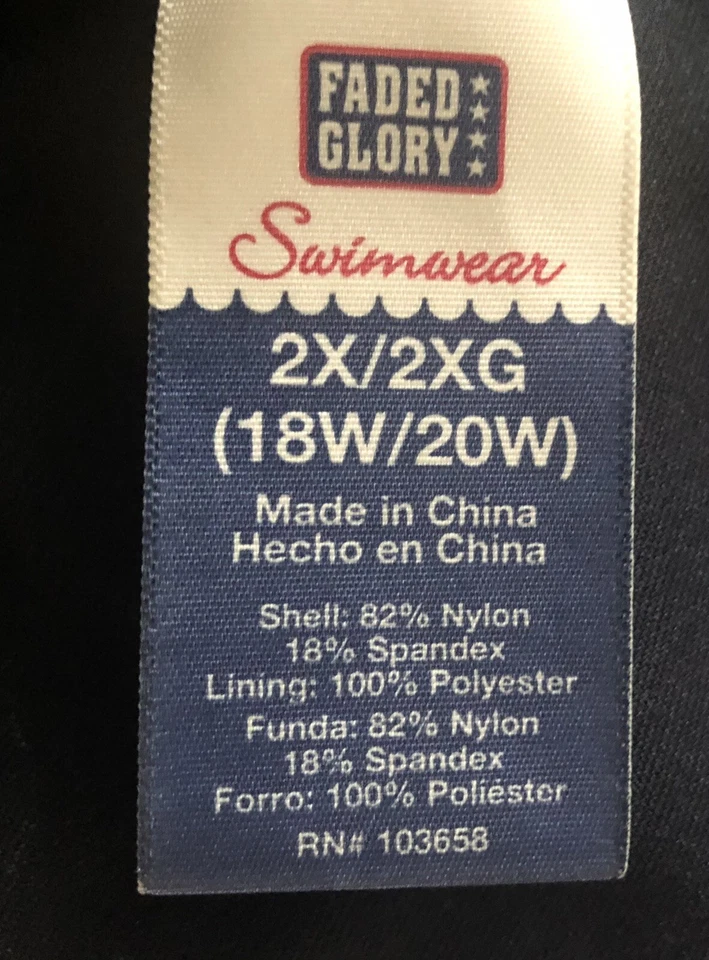 FADED
GLORY
Swimwear
2X/2XG
(18W/20W)
Made in China
Hecho en China
Shell: 82% Nylon
18% Spandex
Lining: 100% Polyester
Funda: 82% Nylon
18% Spandex
Forro: 100% Poliéster
RN# 103658